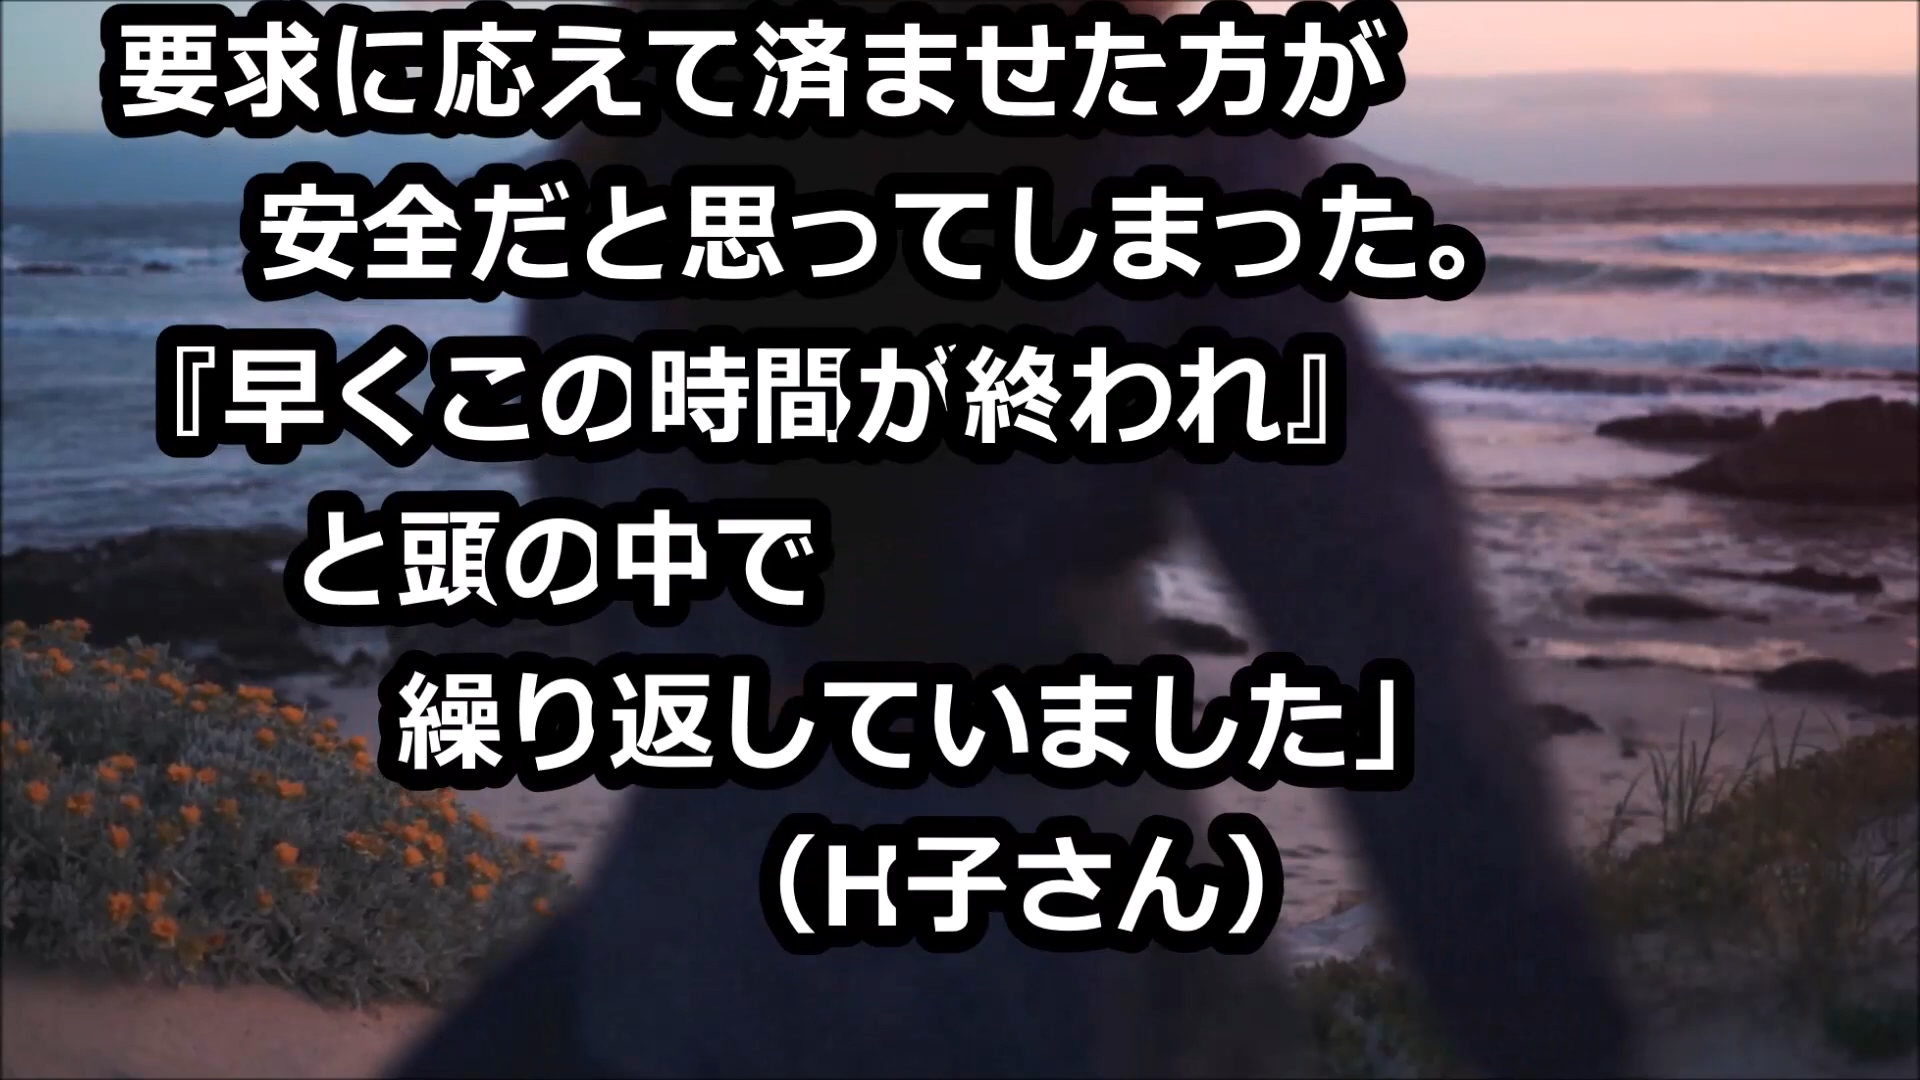 要求に応えて済ませた方が
安全だと思ってしまった。
『早くこの時間が終われ』
と頭の中で
繰り返していました」
（H子さん）